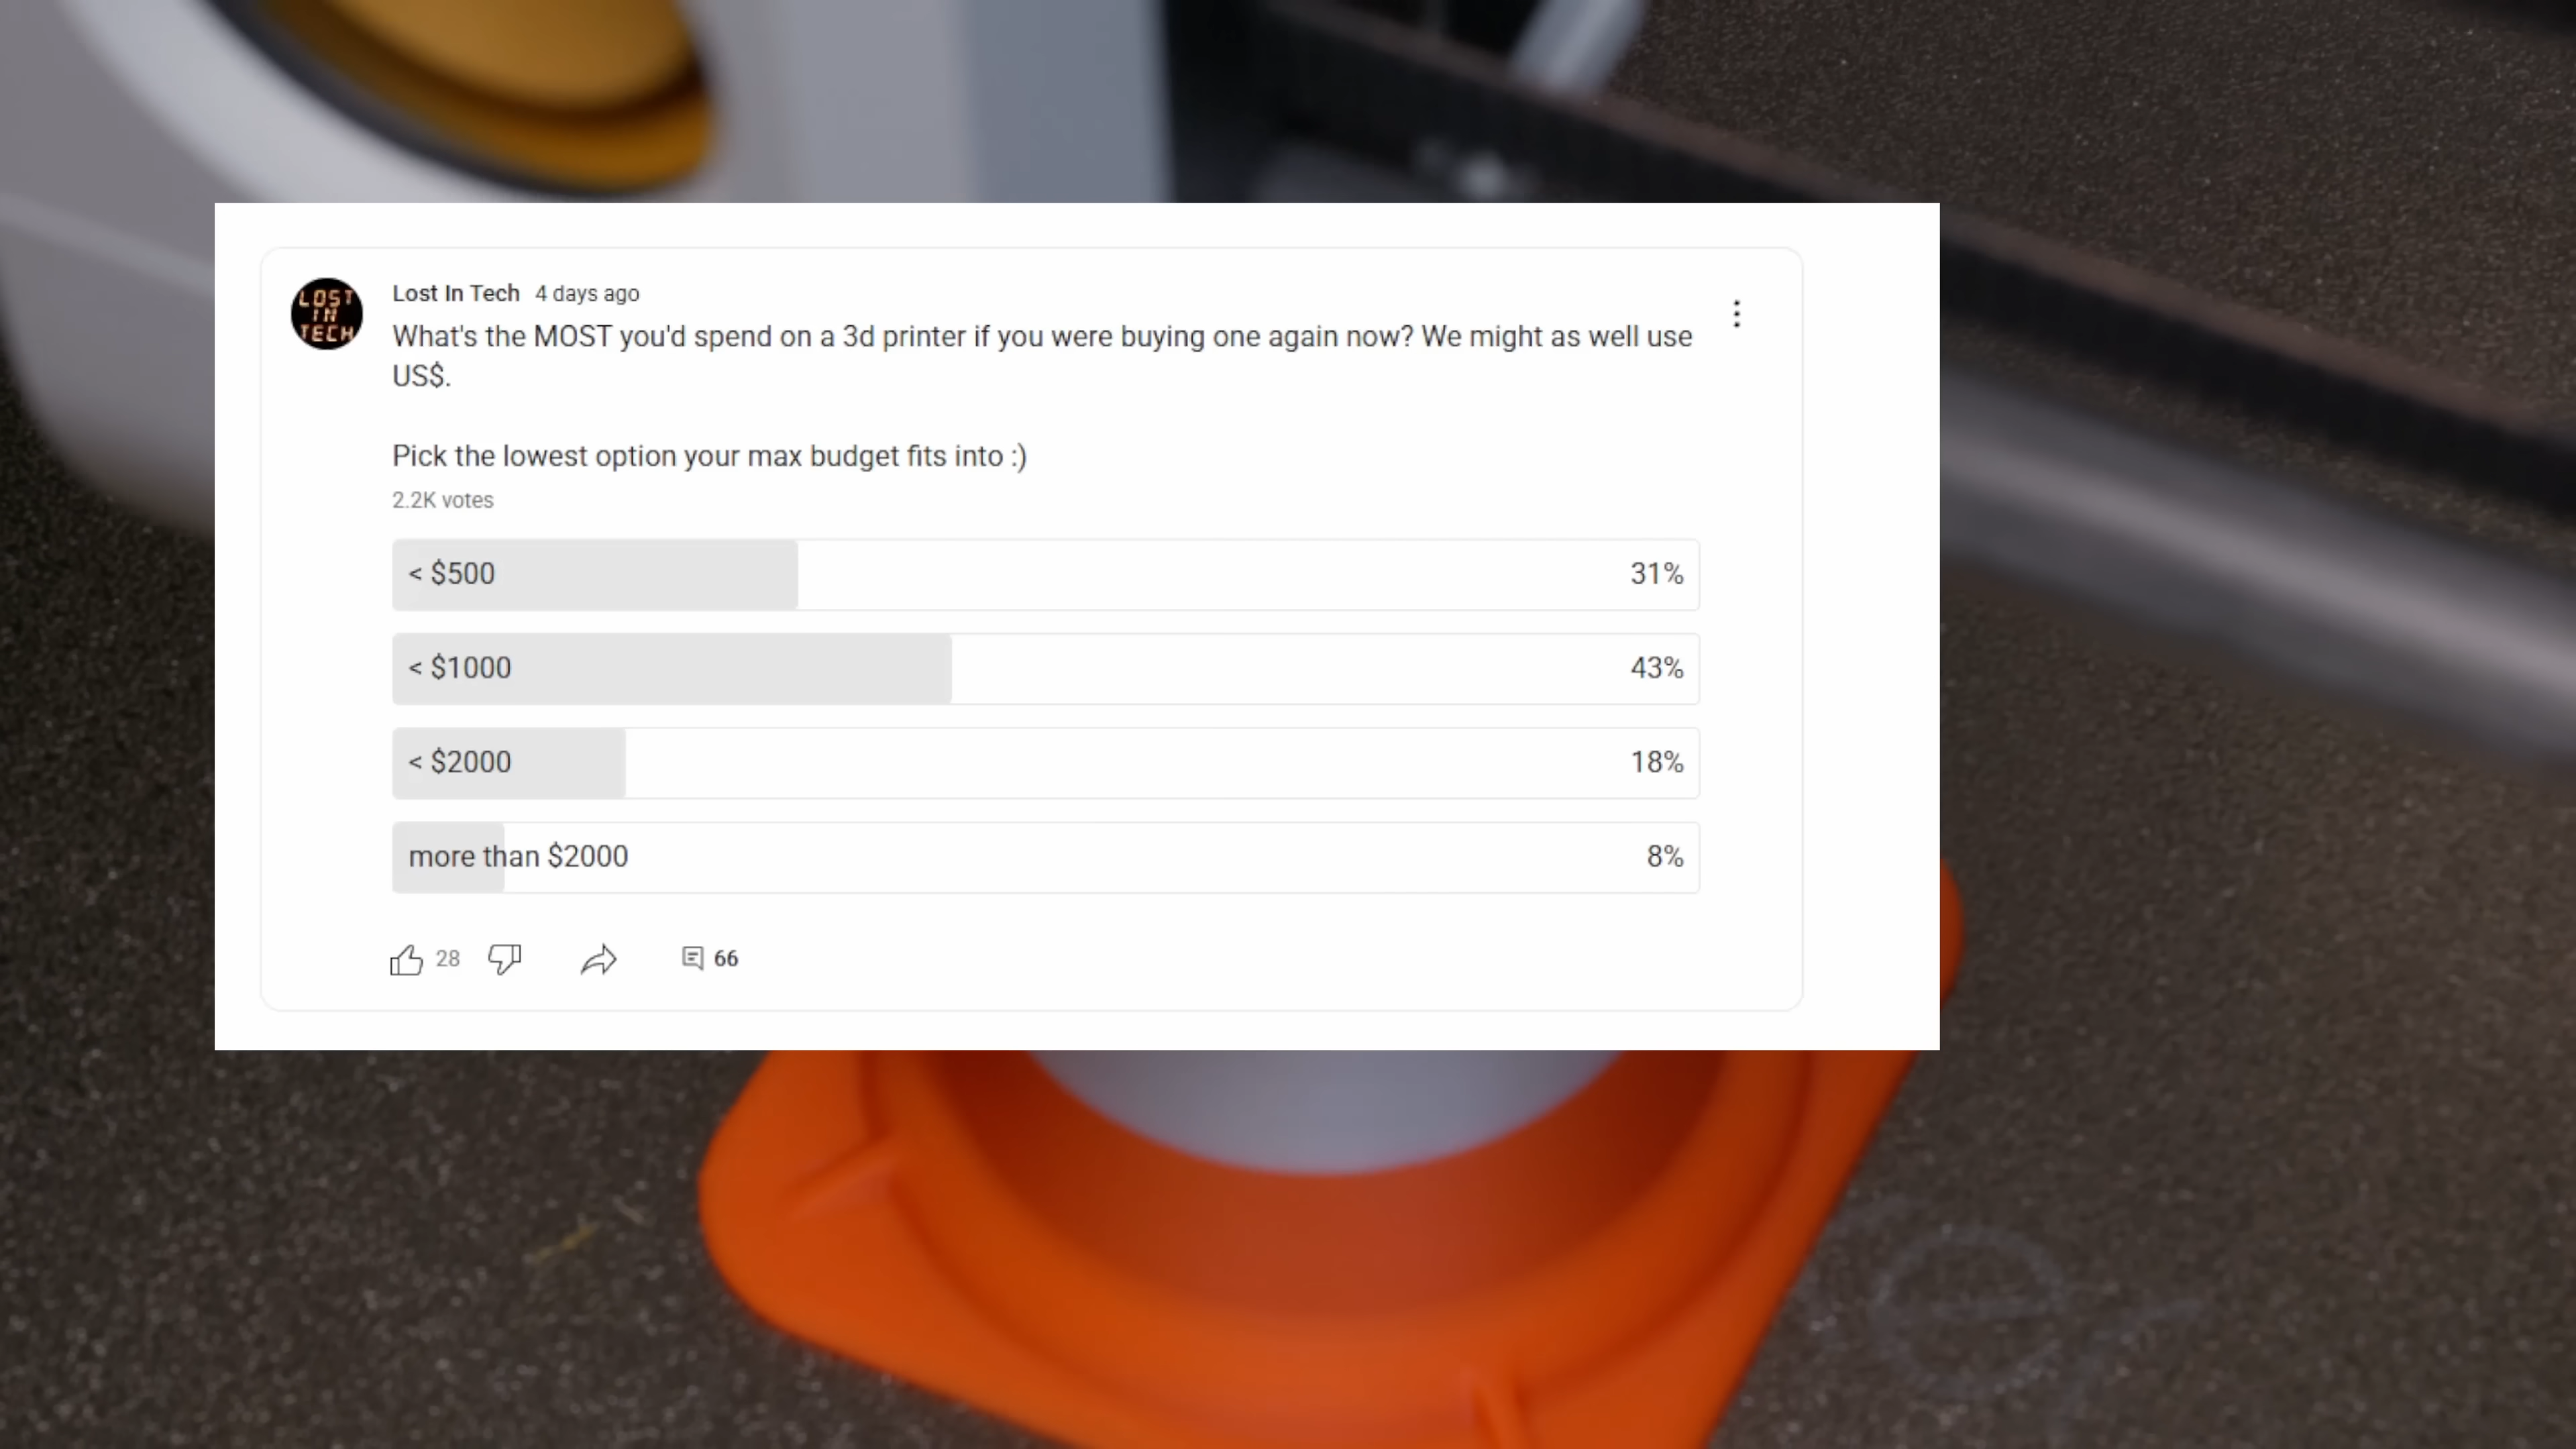 LOST
IN
TECH
Lost In Tech 4 days ago
What's the MOST you'd spend on a 3d printer if you were buying one again now? We might as well use
US$.
Pick the lowest option your max budget fits into :)
2.2K votes
< $500 31%
< $1000 43%
< $2000 18%
more than $2000 8%
28 66